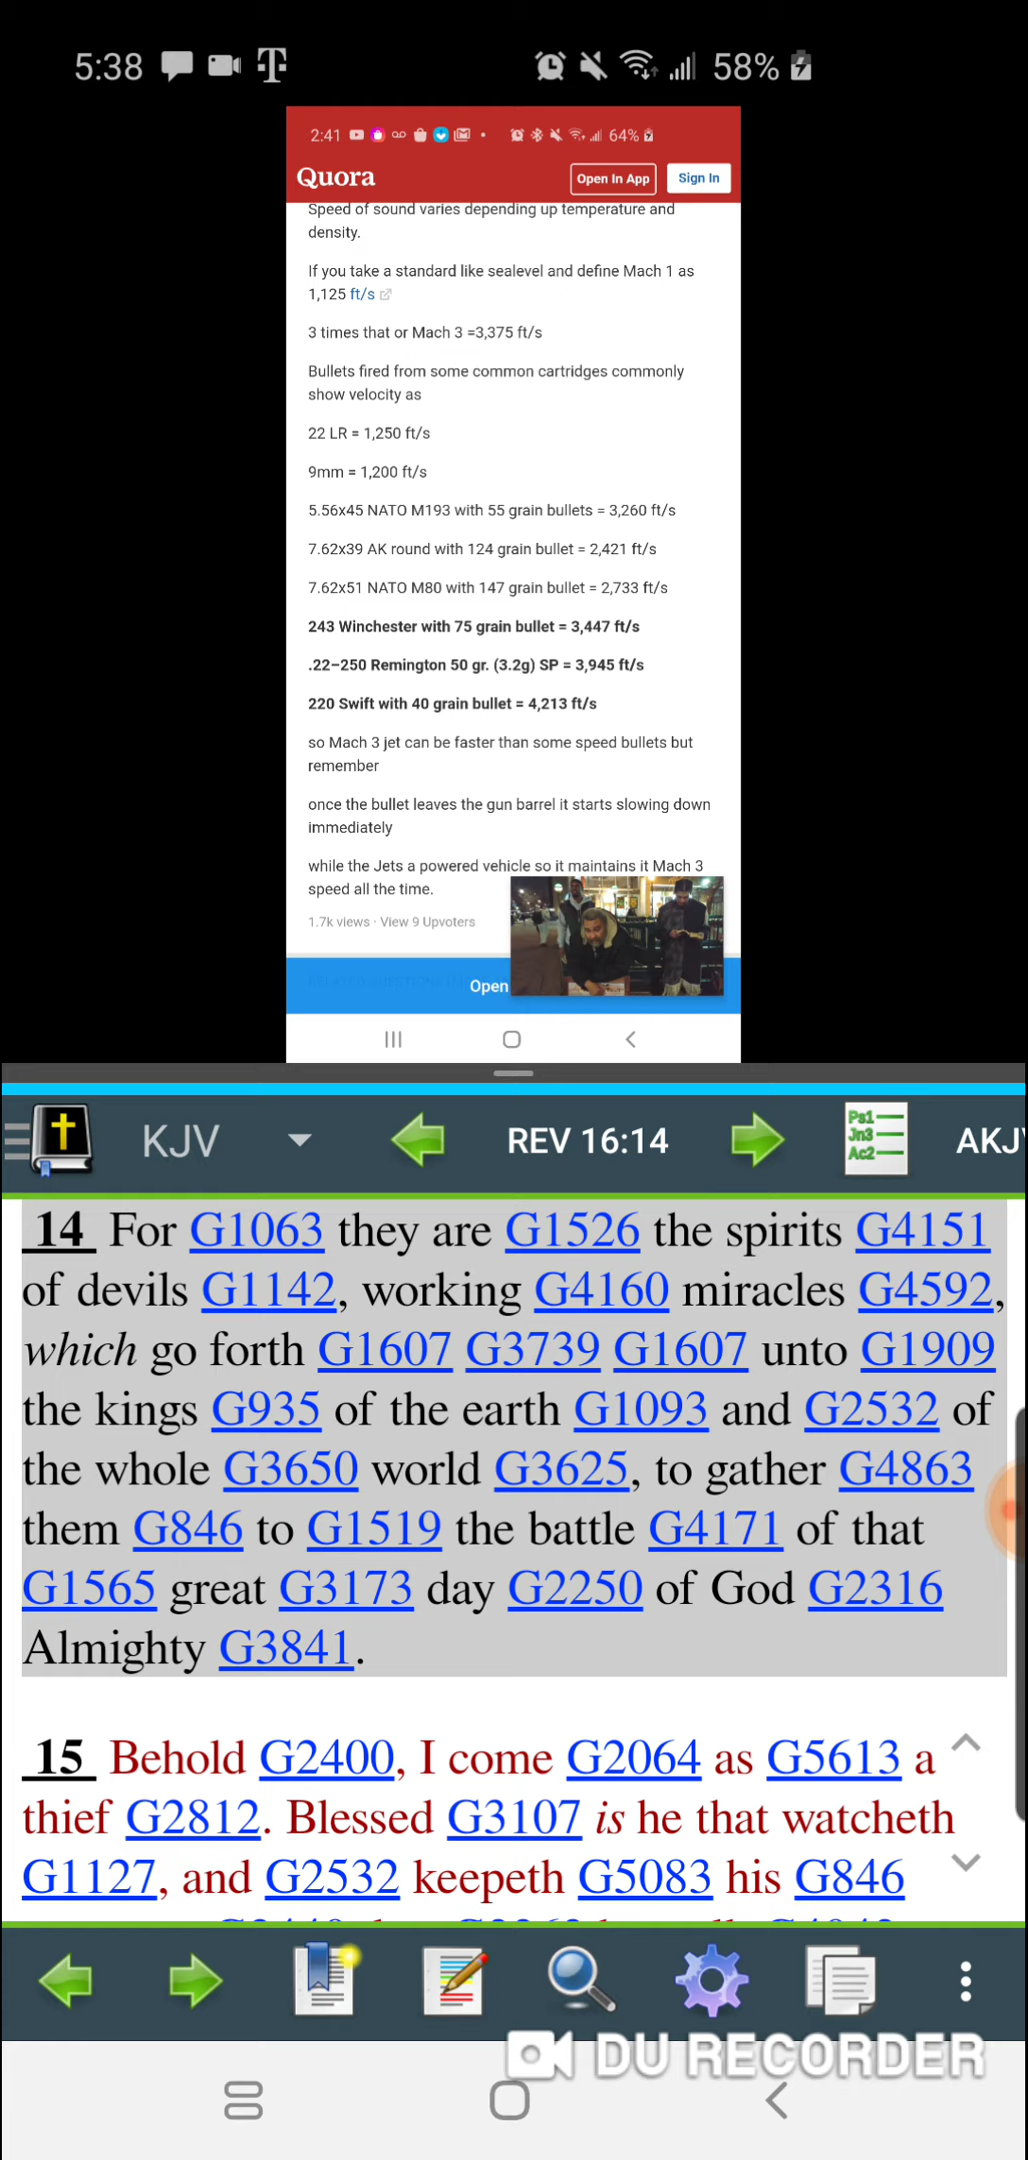 5:38 58%
2:41 64%
Quora Open In App Sign In
Speed of sound varies depending up temperature and
density.
If you take a standard like sealevel and define Mach 1 as
1,125 ft/s
3 times that or Mach 3 =3,375 ft/s
Bullets fired from some common cartridges commonly
show velocity as
22 LR = 1,250 ft/s
9mm = 1,200 ft/s
5.56x45 NATO M193 with 55 grain bullets = 3,260 ft/s
7.62x39 AK round with 124 grain bullet = 2,421 ft/s
7.62x51 NATO M80 with 147 grain bullet = 2,733 ft/s
243 Winchester with 75 grain bullet = 3,447 ft/s
.22–250 Remington 50 gr. (3.2g) SP = 3,945 ft/s
220 Swift with 40 grain bullet = 4,213 ft/s
so Mach 3 jet can be faster than some speed bullets but
remember
once the bullet leaves the gun barrel it starts slowing down
immediately
while the Jets a powered vehicle so it maintains it Mach 3
speed all the time.
1.7k views · View 9 Upvoters
Open
KJV REV 16:14 Ps1 Jn3 Ac2 AKJ
14 For G1063 they are G1526 the spirits G4151
of devils G1142, working G4160 miracles G4592,
which go forth G1607 G3739 G1607 unto G1909
the kings G935 of the earth G1093 and G2532 of
the whole G3650 world G3625, to gather G4863
them G846 to G1519 the battle G4171 of that
G1565 great G3173 day G2250 of God G2316
Almighty G3841.
15 Behold G2400, I come G2064 as G5613 a
thief G2812. Blessed G3107 is he that watcheth
G1127, and G2532 keepeth G5083 his G846
DU RECORDER